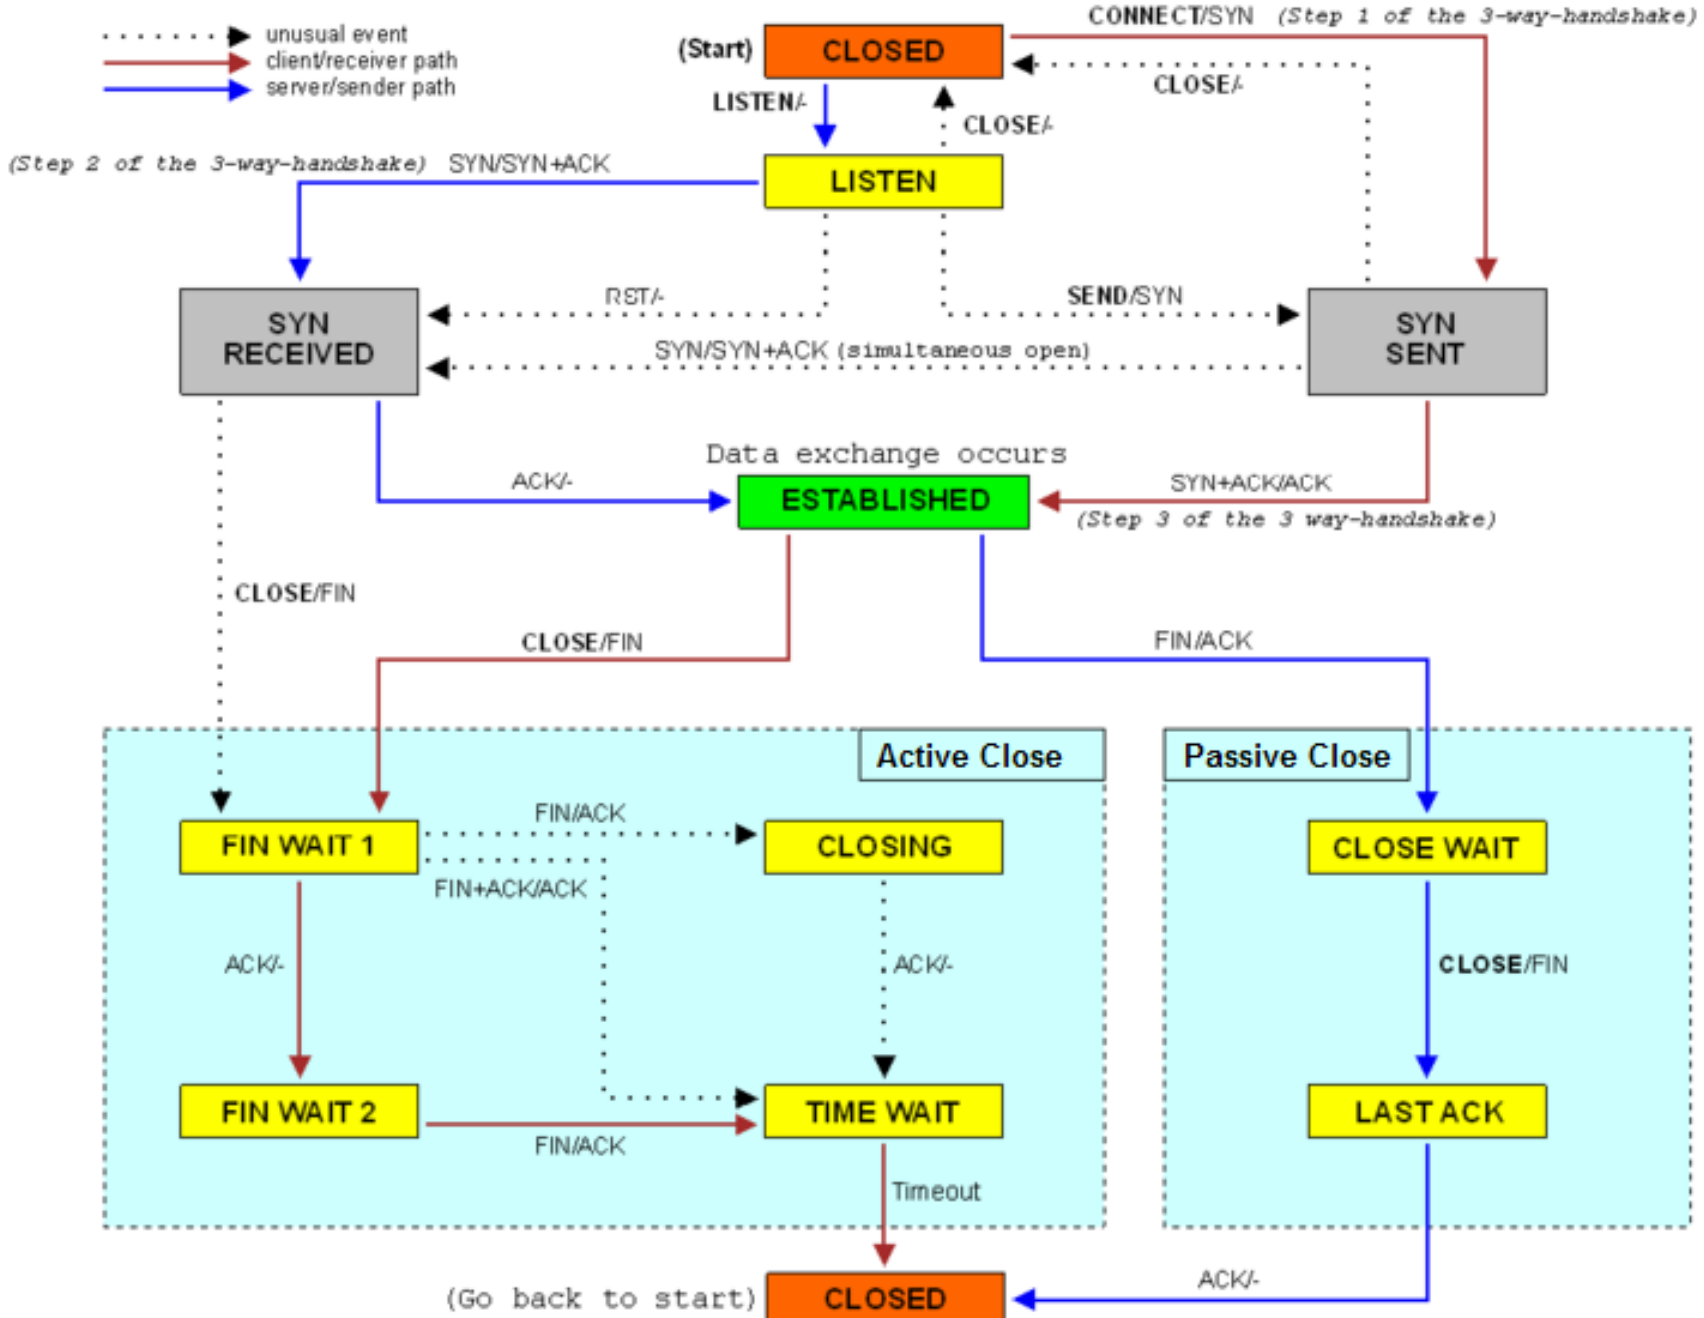 unusual event
client/receiver path
server/sender path
CONNECT/SYN (Step 1 of the 3-way-handshake)
(Start)
CLOSED
CLOSE/-
LISTEN/-
CLOSE/-
(Step 2 of the 3-way-handshake) SYN/SYN+ACK
LISTEN
RST/-
SEND/SYN
SYN
RECEIVED
SYN
SENT
SYN/SYN+ACK (simultaneous open)
Data exchange occurs
ACK/-
ESTABLISHED
SYN+ACK/ACK
(Step 3 of the 3 way-handshake)
CLOSE/FIN
CLOSE/FIN
FIN/ACK
Active Close
Passive Close
FIN WAIT 1
FIN/ACK
CLOSING
CLOSE WAIT
FIN+ACK/ACK
ACK/-
ACK/-
CLOSE/FIN
FIN WAIT 2
TIME WAIT
LAST ACK
FIN/ACK
Timeout
(Go back to start)
CLOSED
ACK/-